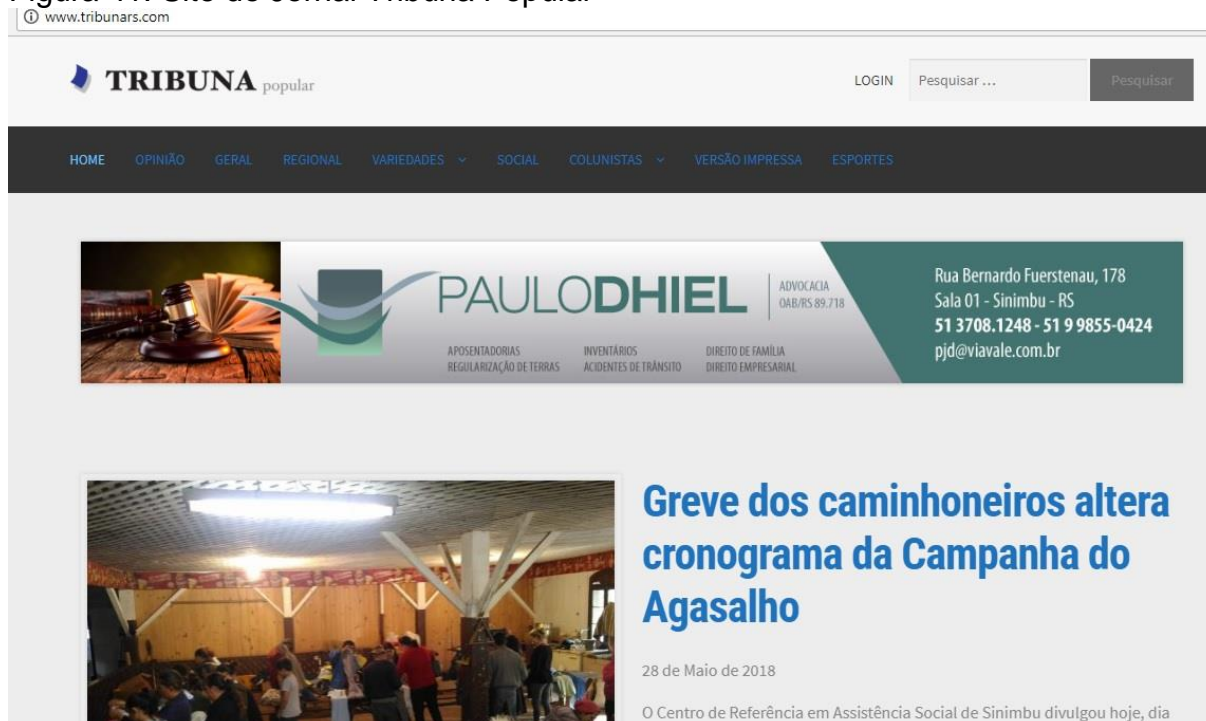 www.tribunars.com
TRIBUNA popular
LOGIN
Pesquisar ...
Pesquisar
HOME OPINIÃO GERAL REGIONAL VARIEDADES SOCIAL COLUNISTAS VERSÃO IMPRESSA ESPORTES
PAULODHIEL
ADVOCACIA
OAB/RS 89.718
APOSENTADORIAS INVENTÁRIOS DIREITO DE FAMÍLIA
REGULARIZAÇÃO DE TERRAS ACIDENTES DE TRÂNSITO DIREITO EMPRESARIAL
Rua Bernardo Fuerstenau, 178
Sala 01 - Sinimbu - RS
51 3708.1248 - 51 9 9855-0424
pjd@viavale.com.br
Greve dos caminhoneiros altera
cronograma da Campanha do
Agasalho
28 de Maio de 2018
O Centro de Referência em Assistência Social de Sinimbu divulgou hoje, dia